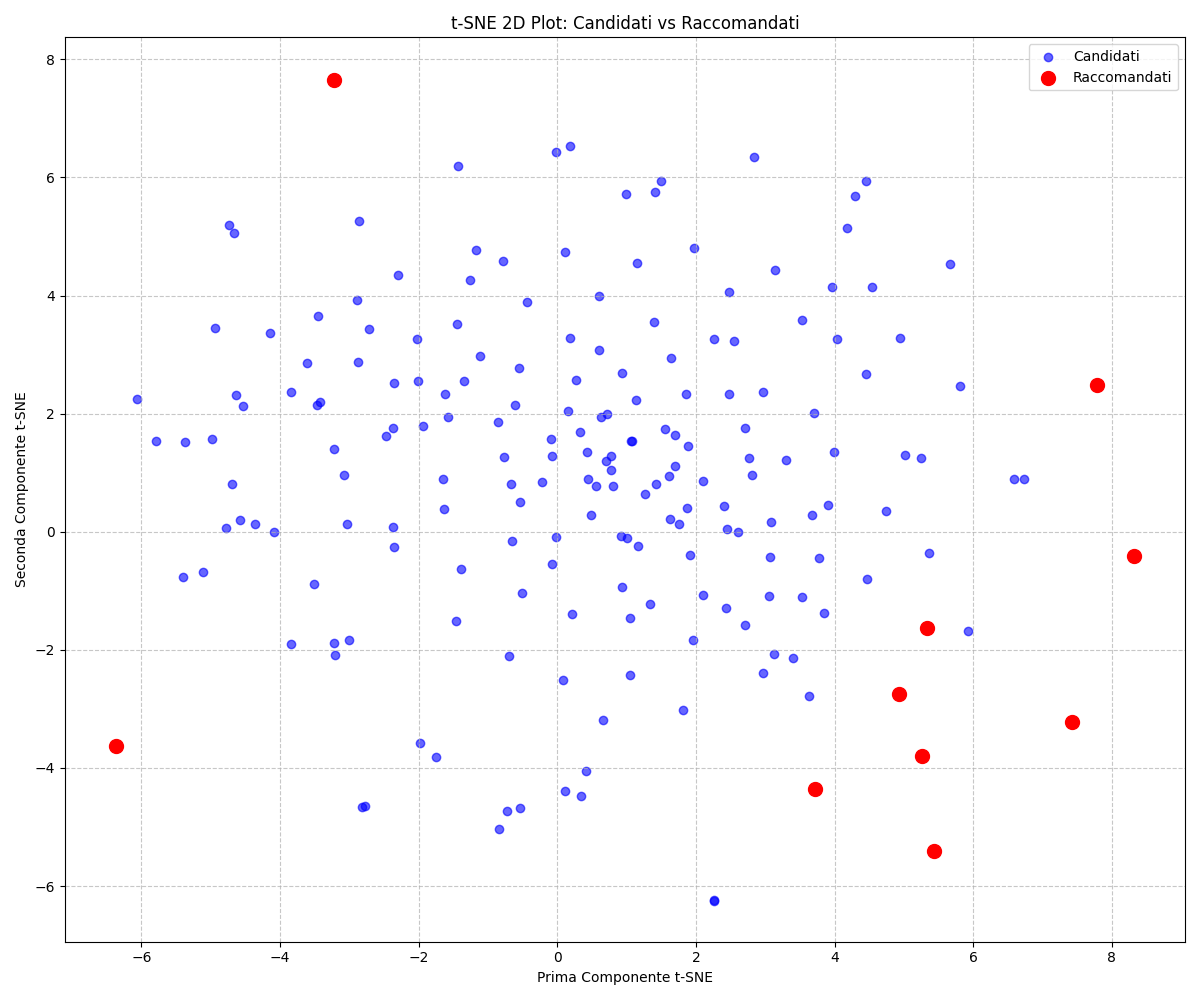 t-SNE 2D Plot: Candidati vs Raccomandati
Candidati
Raccomandati
8
6
4
2
0
−2
−4
−6
Seconda Componente t-SNE
−6 −4 −2 0 2 4 6 8
Prima Componente t-SNE